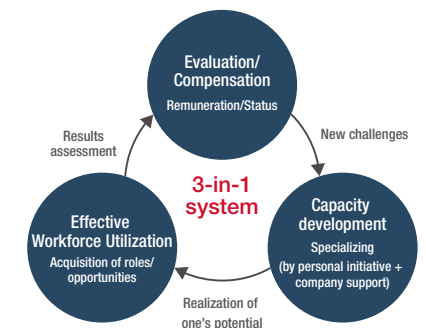 Evaluation/
Compensation
Remuneration/Status
Results
assessment
New challenges
3-in-1
system
Effective
Workforce Utilization
Acquisition of roles/
opportunities
Capacity
development
Specializing
(by personal initiative +
company support)
Realization of
one's potential